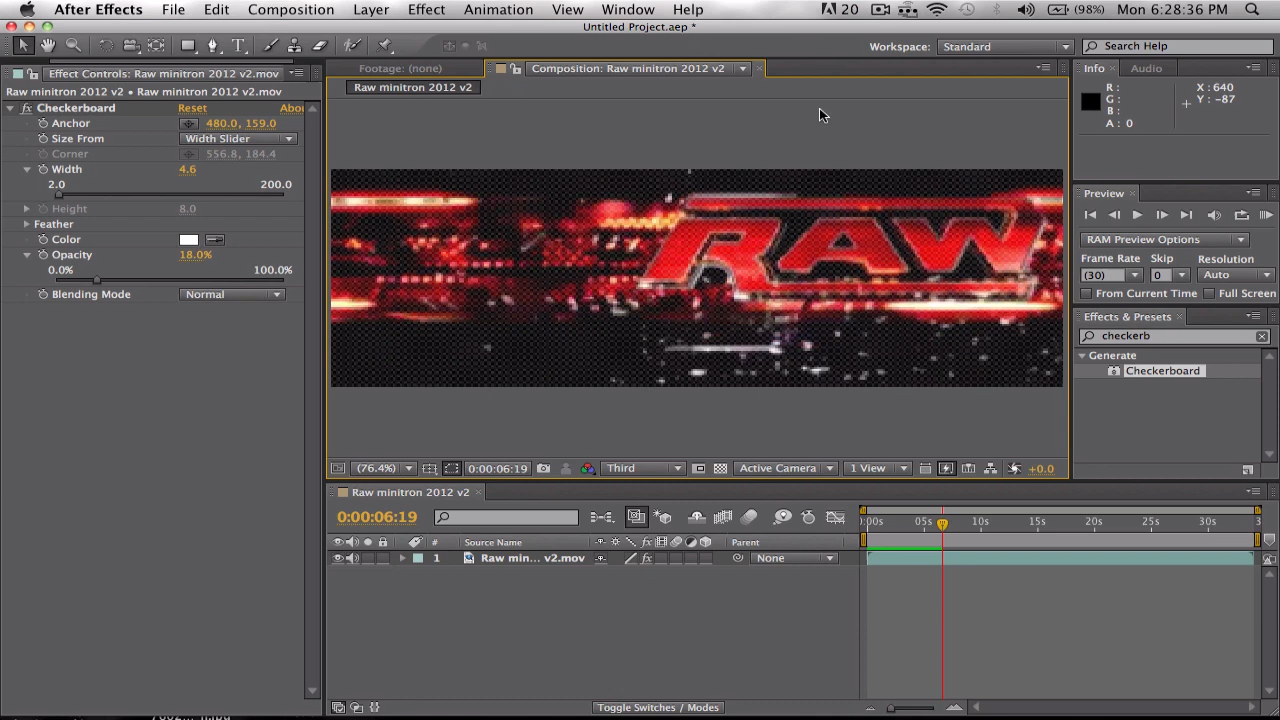 After Effects File Edit Composition Layer Effect Animation View Window Help 20 (98%) Mon 6:28:36 PM
Untitled Project.aep *
Workspace: Standard Search Help
Effect Controls: Raw minitron 2012 v2.mov
Raw minitron 2012 v2 • Raw minitron 2012 v2.mov
fx Checkerboard Reset Abou
Anchor 480.0, 159.0
Size From Width Slider
Corner 556.8, 184.4
Width 4.6
2.0 200.0
Height 8.0
Feather
Color
Opacity 18.0%
0.0% 100.0%
Blending Mode Normal
Footage: (none) Composition: Raw minitron 2012 v2
Raw minitron 2012 v2
RAW
(76.4%) 0:00:06:19 Third Active Camera 1 View +0.0
Info Audio
R: X: 640
G: Y: -87
B:
A: 0
Preview
RAM Preview Options
Frame Rate Skip Resolution
(30) 0 Auto
From Current Time Full Screen
Effects & Presets
checkerb
Generate
Checkerboard
Raw minitron 2012 v2
0:00:06:19
# Source Name Parent
1 Raw min... v2.mov fx None
:00s 05s 10s 15s 20s 25s 30s 3
Toggle Switches / Modes